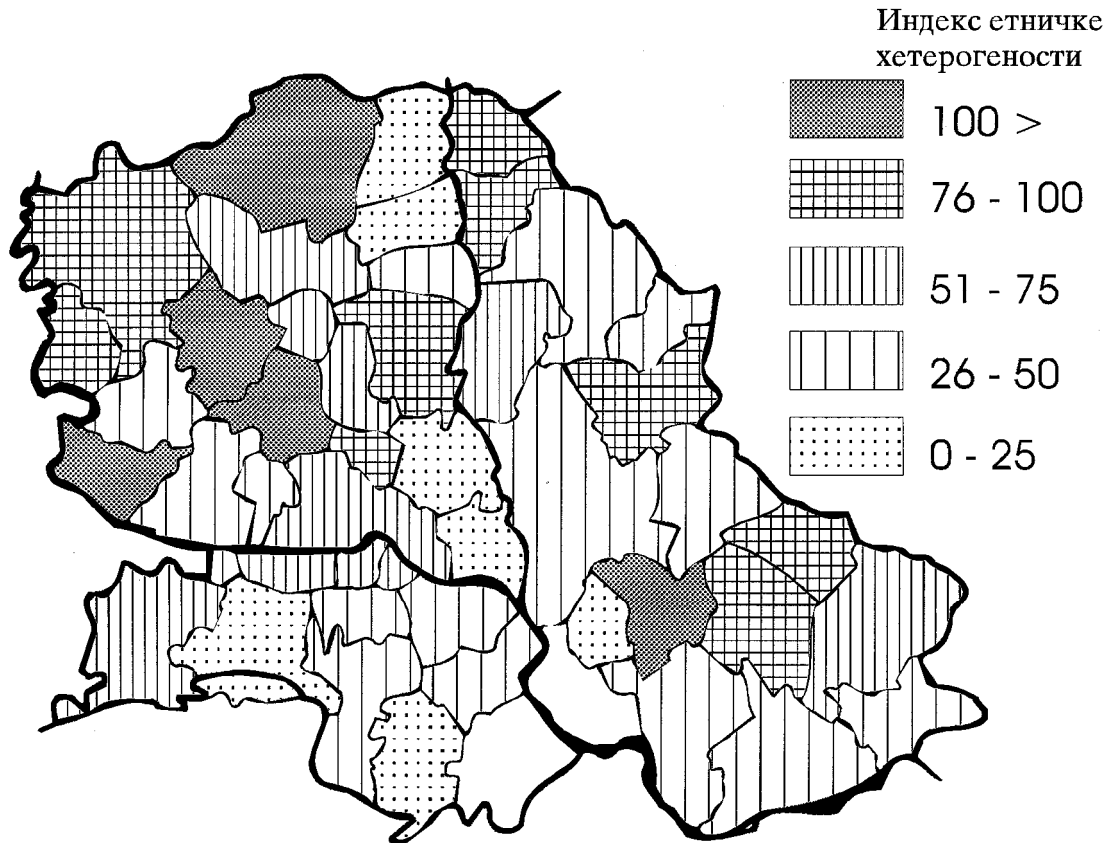 Индекс етничке
хетерогености
100 >
76 - 100
51 - 75
26 - 50
0 - 25